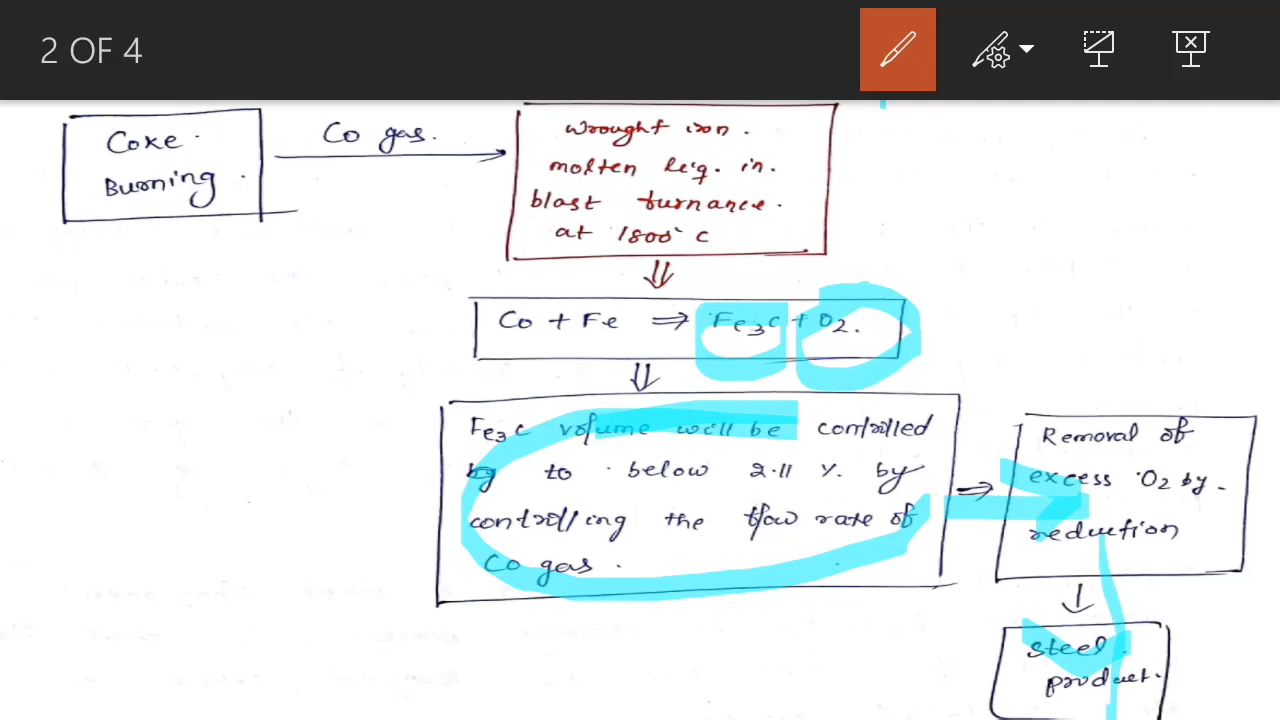 2 OF 4
Coke.
Burning.
Co gas.
Wrought iron.
molten liq. in.
blast furnance.
at 1800° c
Co + Fe ⇒ Fe3c + O2.
Fe3c volume will be controlled
by to below 2.11 %. by
controlling the flow rate of
Co gas.
Removal of
excess O2 by.
reduction
Steel.
product.